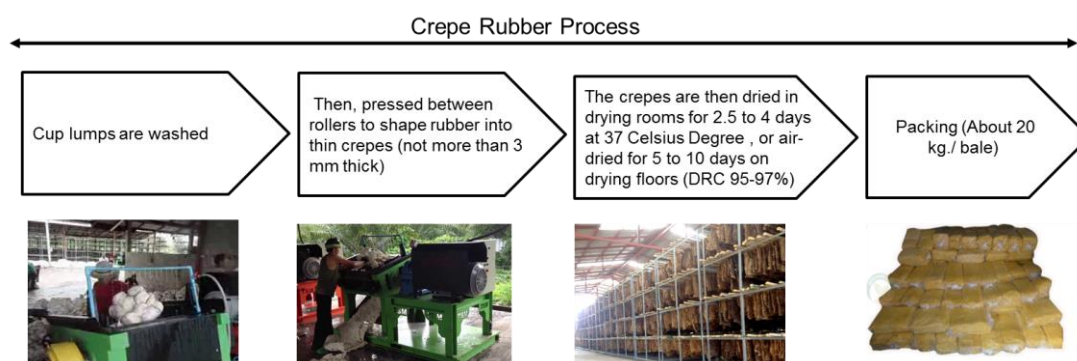 Crepe Rubber Process
Cup lumps are washed
Then, pressed between
rollers to shape rubber into
thin crepes (not more than 3
mm thick)
The crepes are then dried in
drying rooms for 2.5 to 4 days
at 37 Celsius Degree , or air-
dried for 5 to 10 days on
drying floors (DRC 95-97%)
Packing (About 20
kg./ bale)